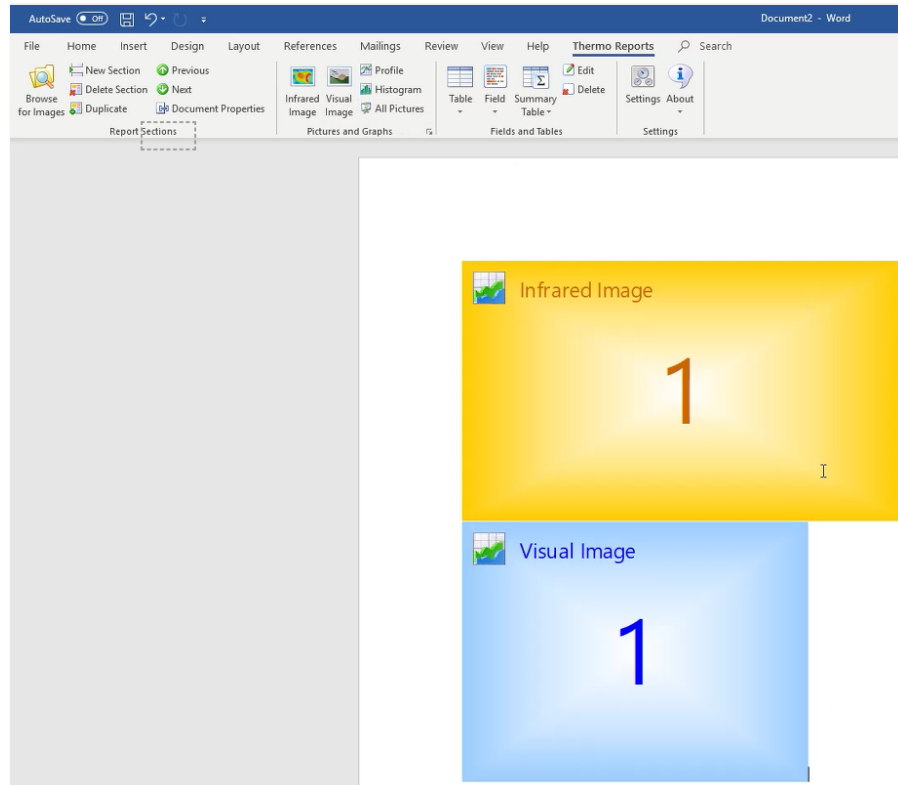 AutoSave Off Document2 - Word
File Home Insert Design Layout References Mailings Review View Help Thermo Reports Search
Browse for Images
New Section
Delete Section
Duplicate
Previous
Next
Document Properties
Report Sections
Infrared Image
Visual Image
Profile
Histogram
All Pictures
Pictures and Graphs
Table
Field
Summary Table
Edit
Delete
Fields and Tables
Settings
About
Settings
Infrared Image
1
Visual Image
1